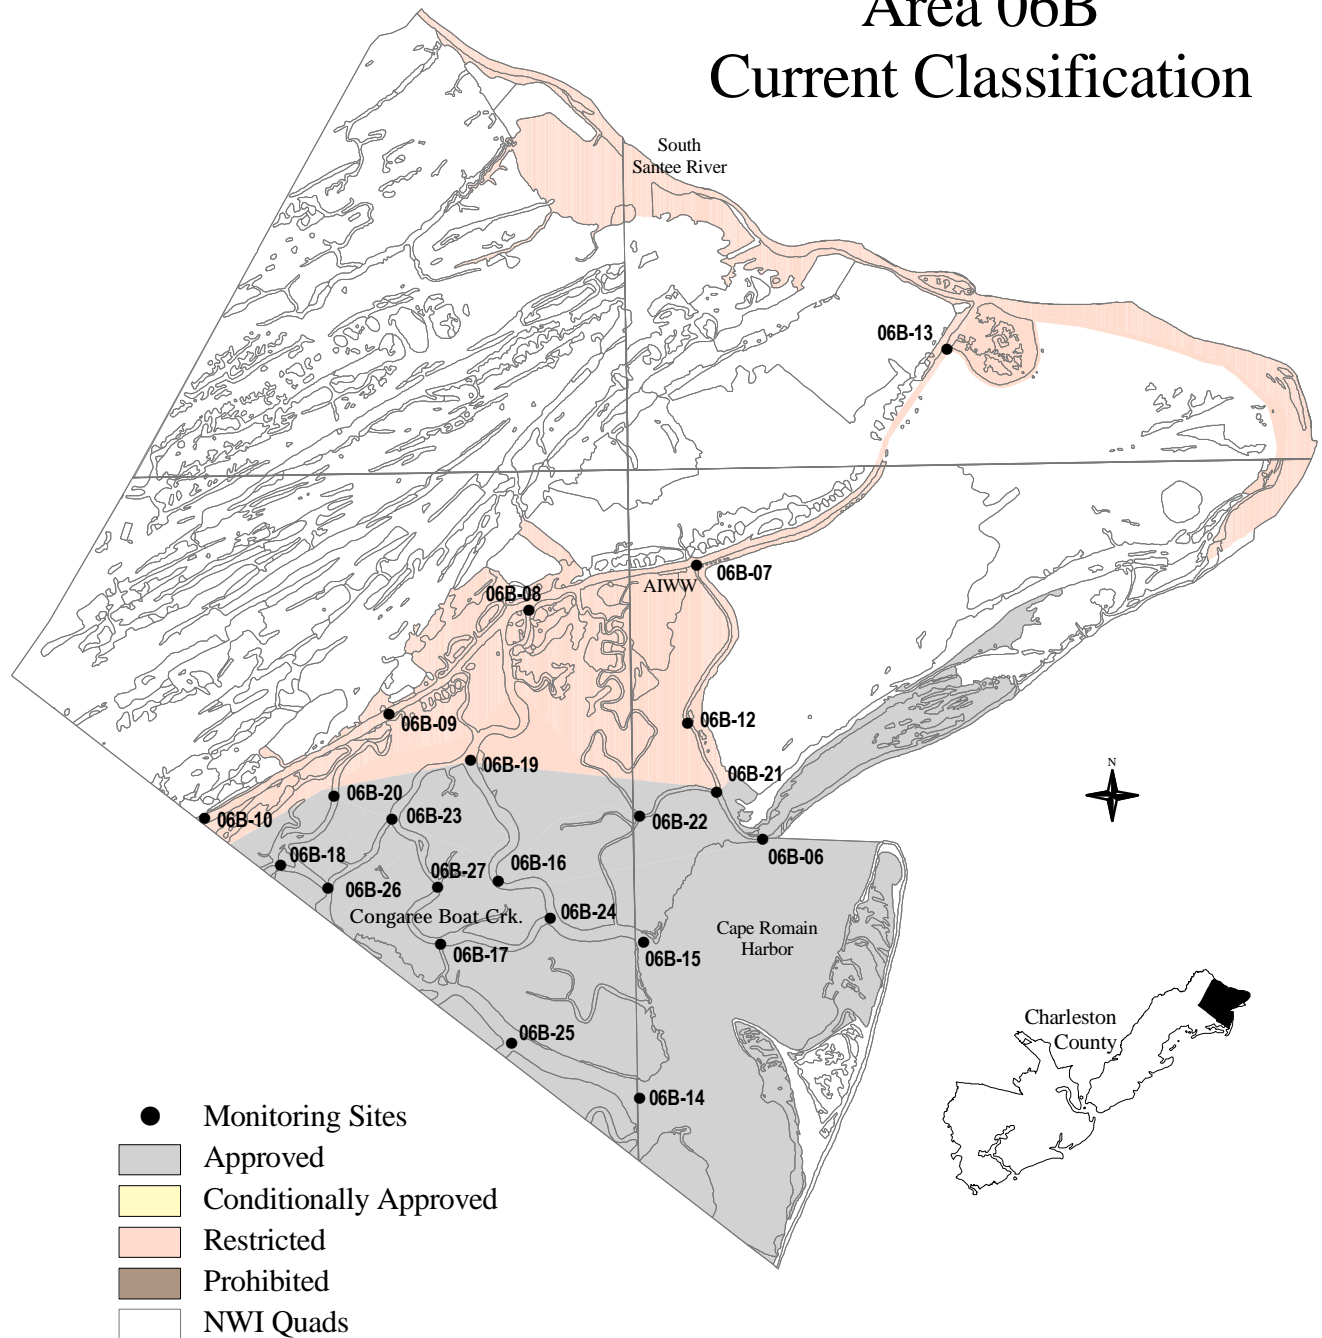 Area 06B
Current Classification
South
Santee River
06B-13
06B-07
AIWW
06B-08
06B-09
06B-12
06B-19
06B-21
06B-20
06B-10
06B-23
06B-22
06B-06
06B-18
06B-27
06B-16
06B-26
06B-24
Congaree Boat Crk.
Cape Romain
Harbor
06B-17
06B-15
06B-25
06B-14
N
Charleston
County
Monitoring Sites
Approved
Conditionally Approved
Restricted
Prohibited
NWI Quads